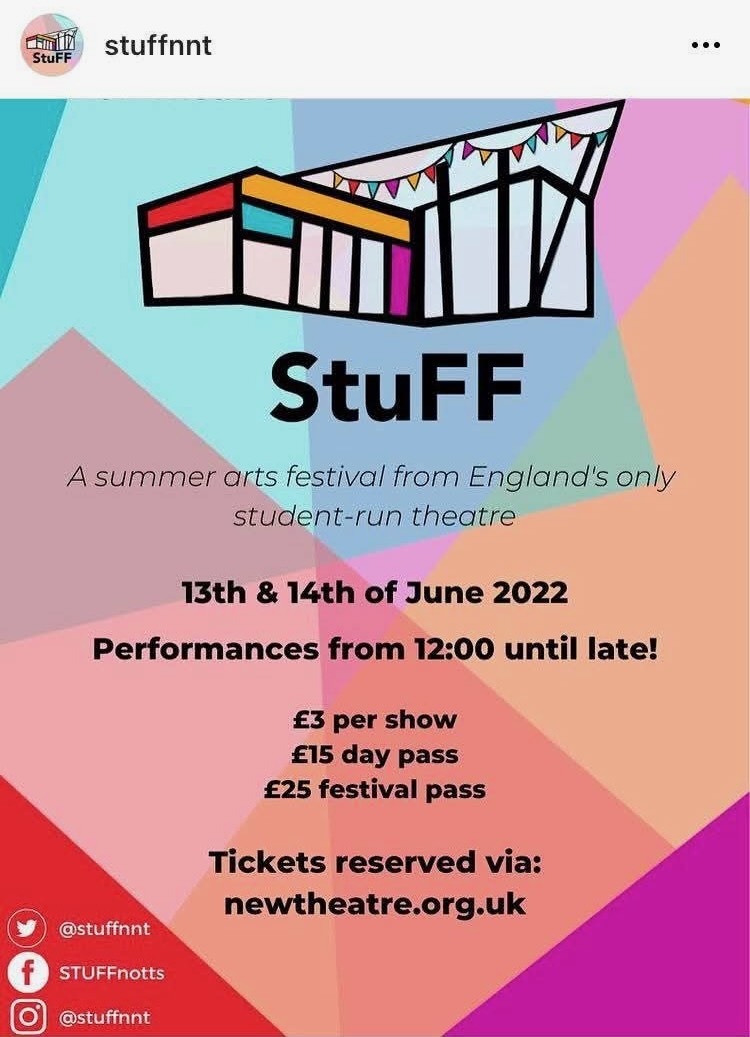 StuFF
stuffnnt
StuFF
A summer arts festival from England's only
student-run theatre
13th & 14th of June 2022
Performances from 12:00 until late!
£3 per show
£15 day pass
£25 festival pass
Tickets reserved via:
newtheatre.org.uk
@stuffnnt
STUFFnotts
@stuffnnt